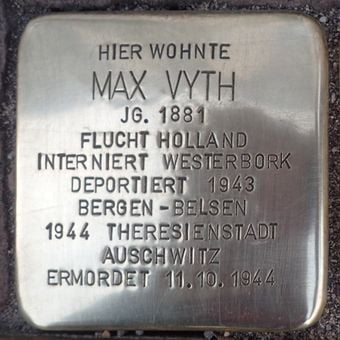 HIER WOHNTE
MAX VYTH
JG. 1881
FLUCHT HOLLAND
INTERNIERT WESTERBORK
DEPORTIERT 1943
BERGEN-BELSEN
1944 THERESIENSTADT
AUSCHWITZ
ERMORDET 11.10.1944